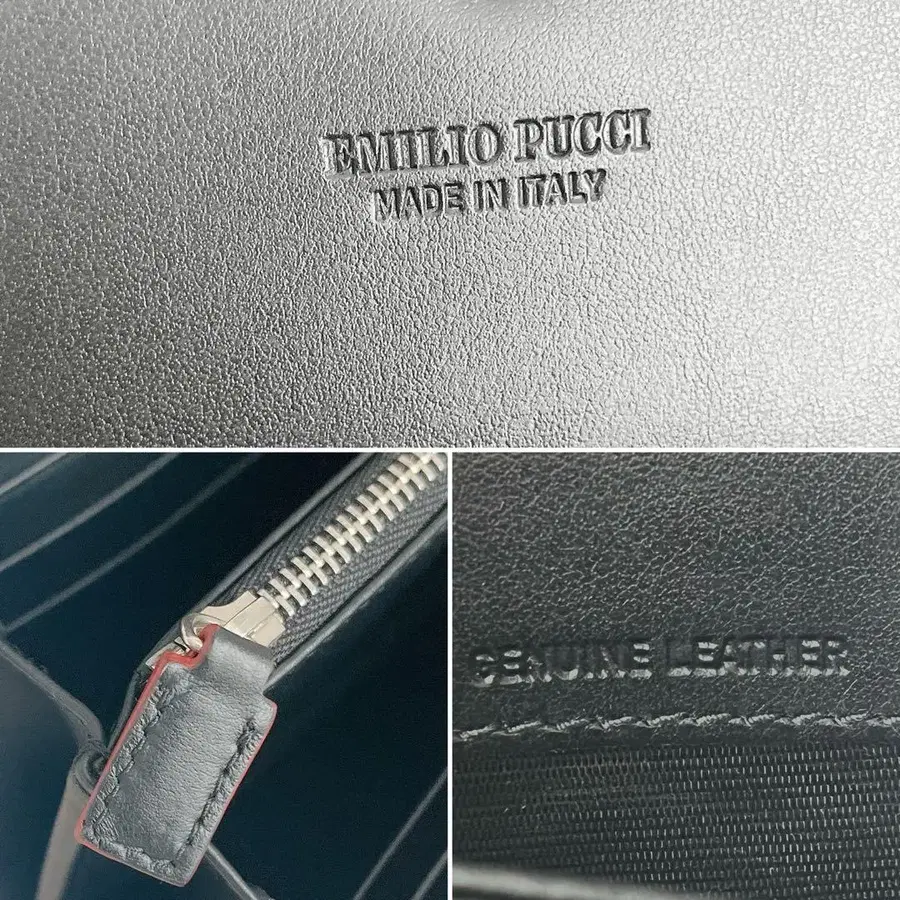 EMILIO PUCCI
MADE IN ITALY
GENUINE LEATHER